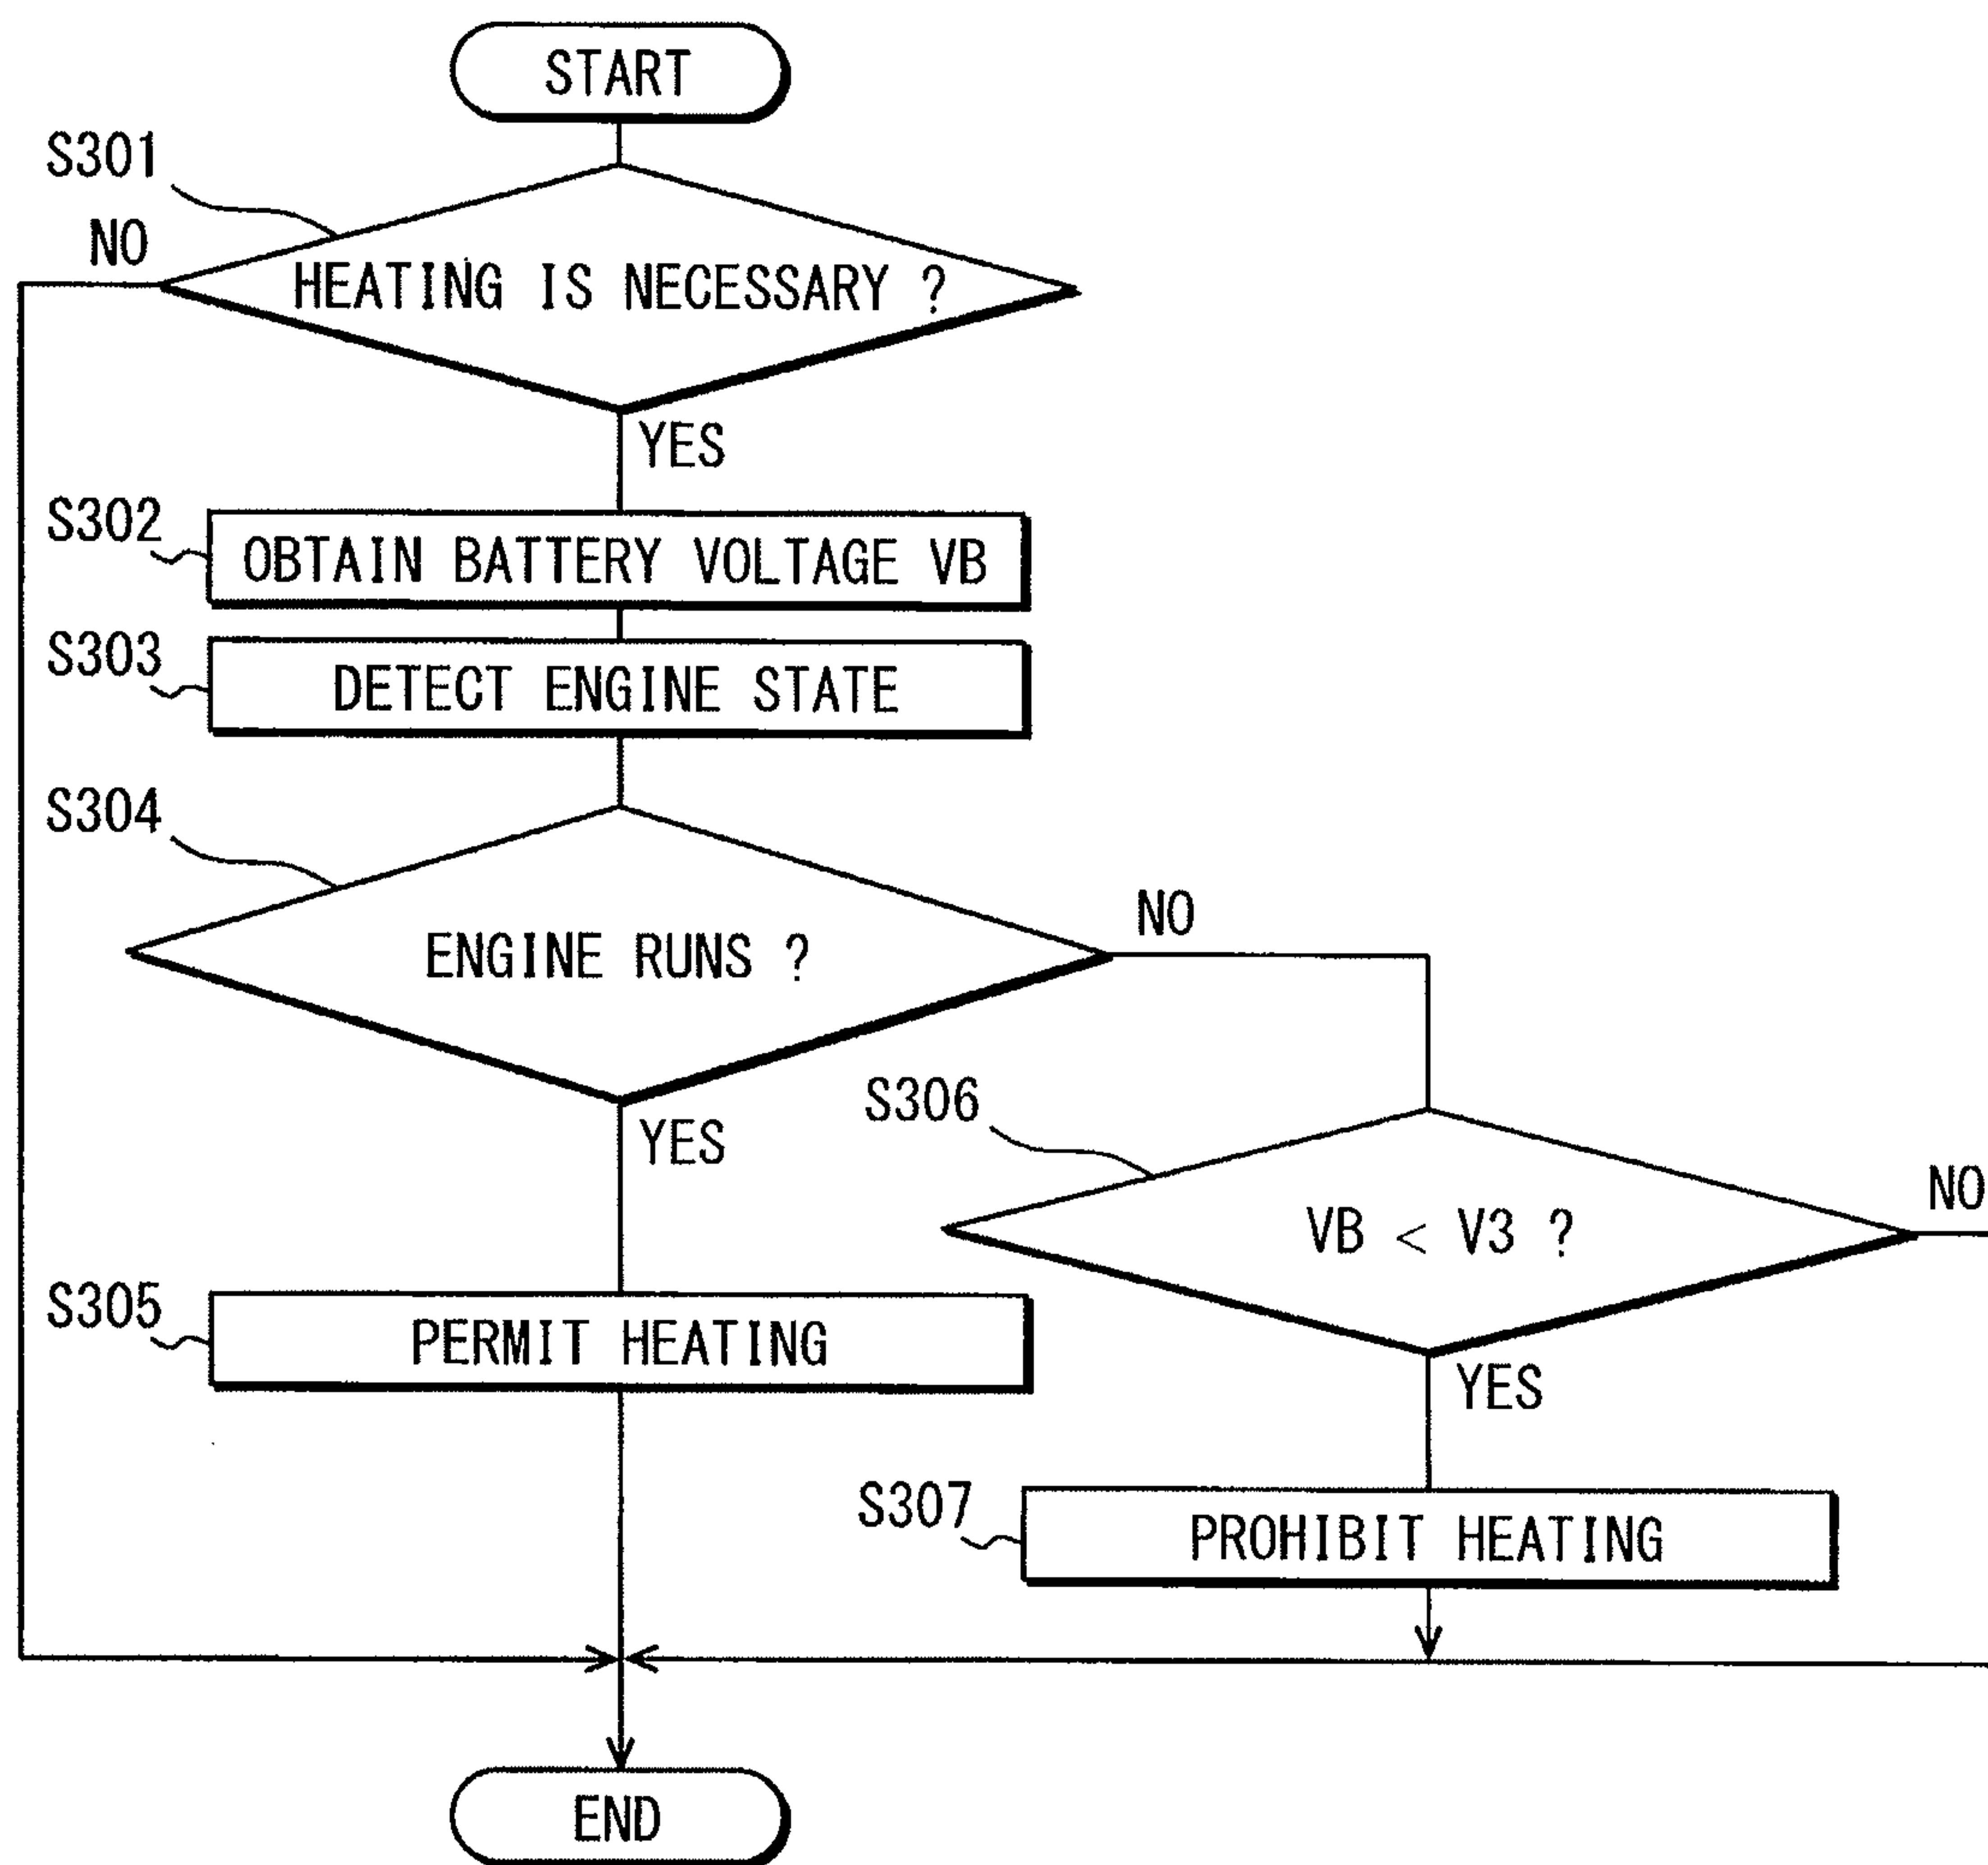 START
S301
NO
HEATING IS NECESSARY ?
YES
S302
OBTAIN BATTERY VOLTAGE VB
S303
DETECT ENGINE STATE
S304
ENGINE RUNS ?
NO
YES
S306
VB < V3 ?
NO
S305
PERMIT HEATING
YES
S307
PROHIBIT HEATING
END